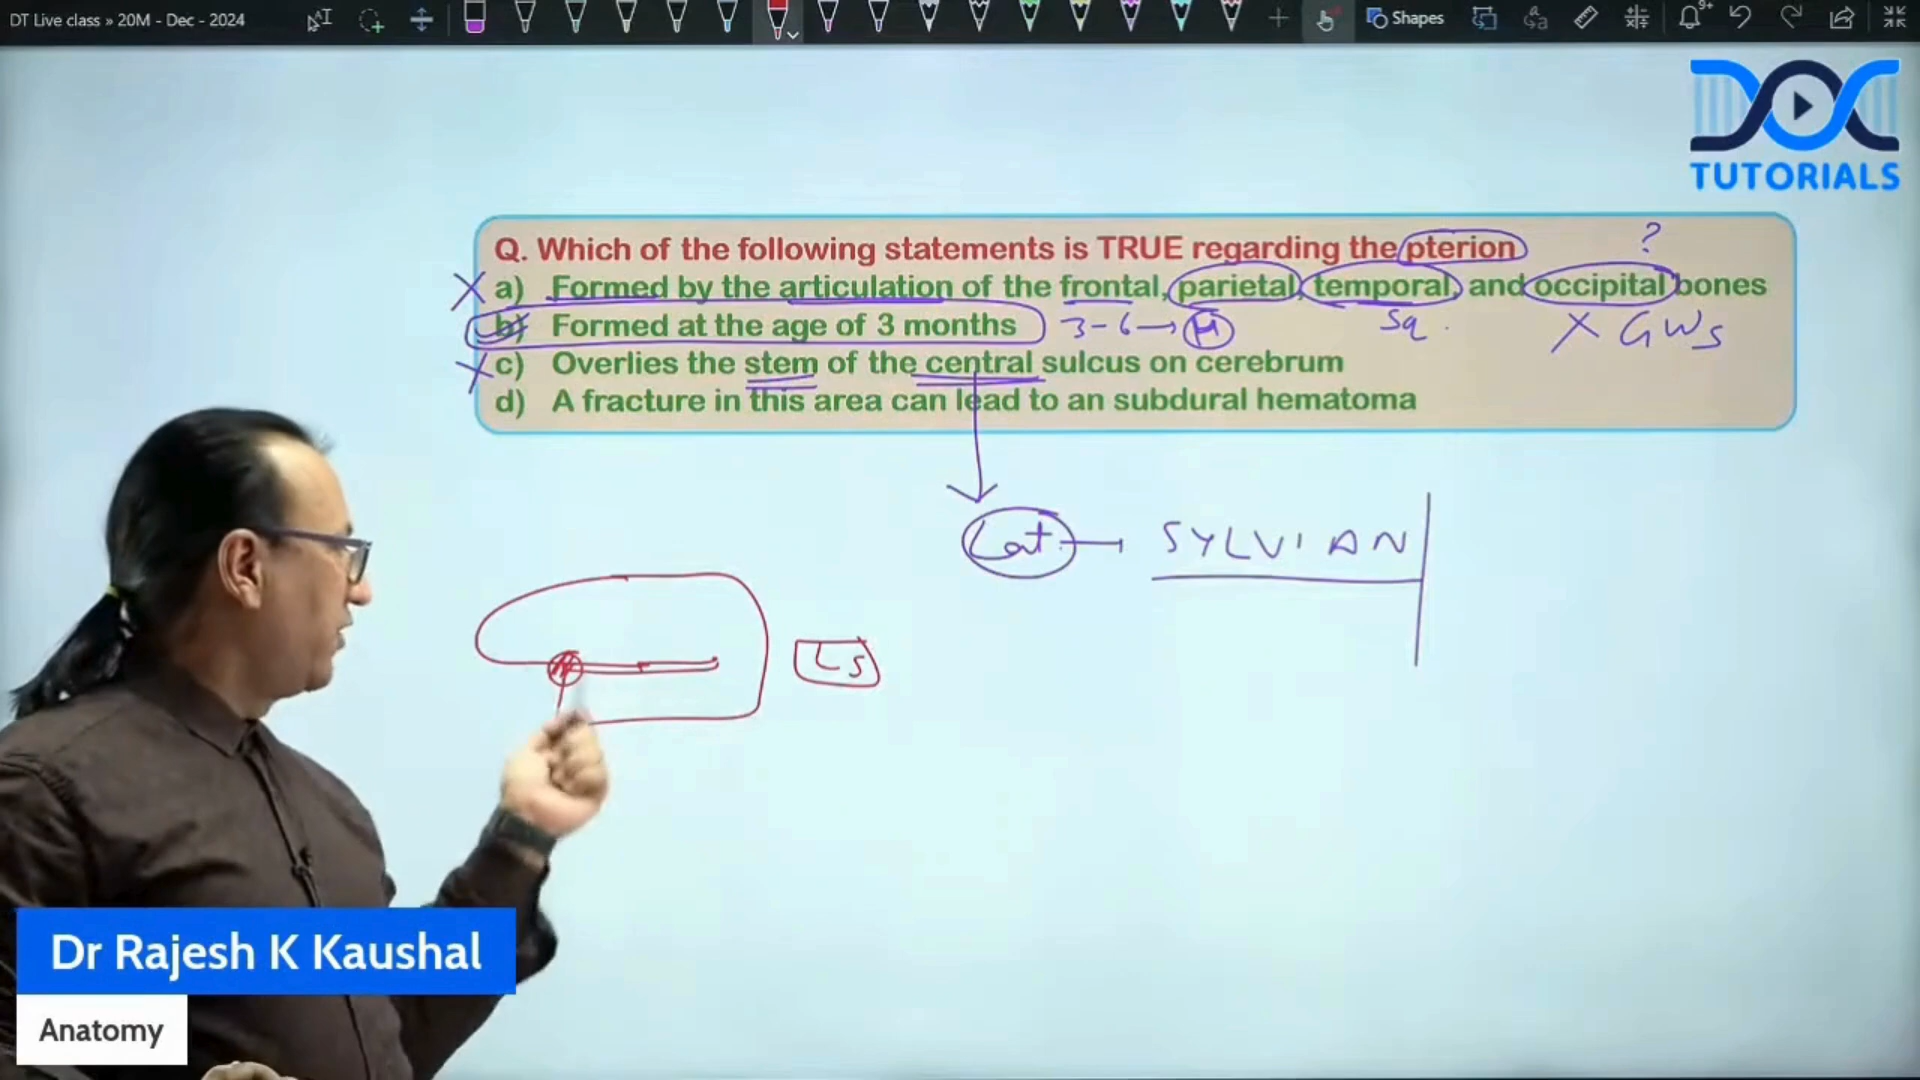 DT Live class » 20M - Dec - 2024
Shapes
9+
DOC
TUTORIALS
Q. Which of the following statements is TRUE regarding the pterion ?
a) Formed by the articulation of the frontal, parietal, temporal, and occipital bones
b) Formed at the age of 3 months 3-6 → M Sq. X GWS
c) Overlies the stem of the central sulcus on cerebrum
d) A fracture in this area can lead to an subdural hematoma
Lat. SYLVIAN
LS
Dr Rajesh K Kaushal
Anatomy